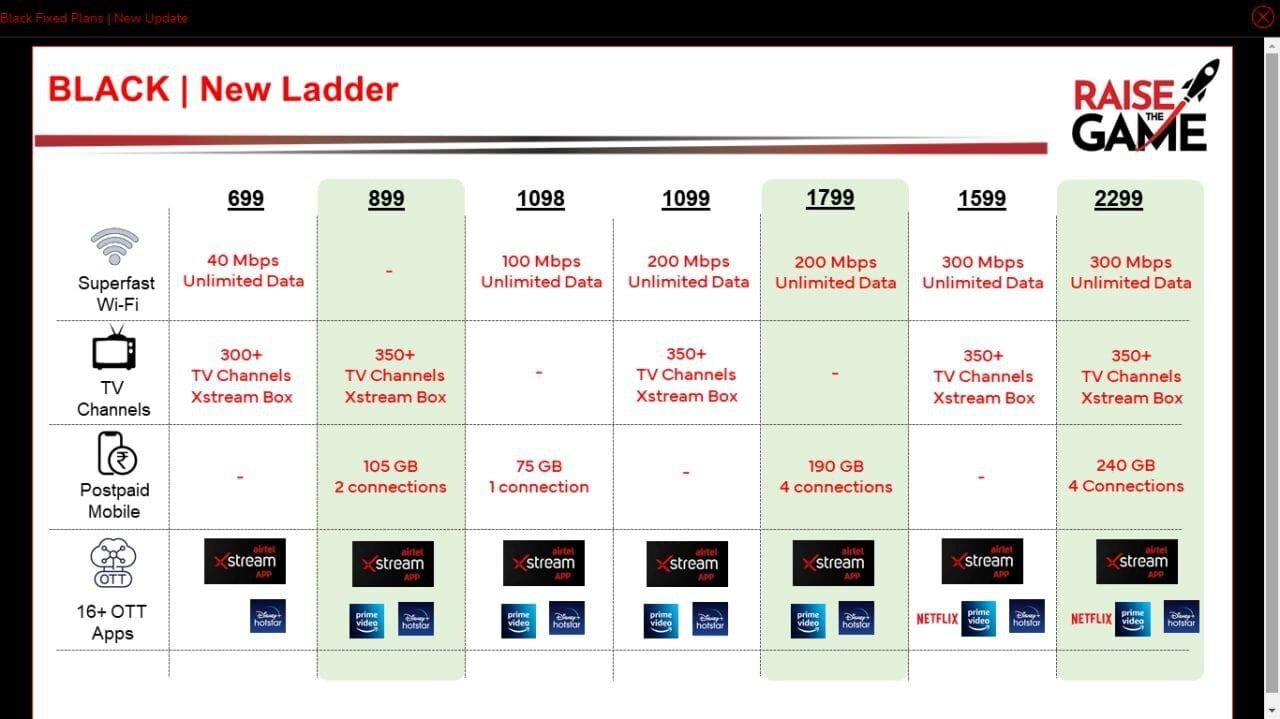 Black Fixed Plans | New Update
BLACK | New Ladder
RAISE
THE
GAME
699
899
1098
1099
1799
1599
2299
Superfast
Wi-Fi
40 Mbps
Unlimited Data
-
100 Mbps
Unlimited Data
200 Mbps
Unlimited Data
200 Mbps
Unlimited Data
300 Mbps
Unlimited Data
300 Mbps
Unlimited Data
TV
Channels
300+
TV Channels
Xstream Box
350+
TV Channels
Xstream Box
-
350+
TV Channels
Xstream Box
-
350+
TV Channels
Xstream Box
350+
TV Channels
Xstream Box
₹
Postpaid
Mobile
-
105 GB
2 connections
75 GB
1 connection
-
190 GB
4 connections
-
240 GB
4 Connections
OTT
16+ OTT
Apps
airtel
Xstream
APP
Disney+
hotstar
airtel
Xstream
APP
prime
video
Disney+
hotstar
airtel
Xstream
APP
prime
video
Disney+
hotstar
airtel
Xstream
APP
prime
video
Disney+
hotstar
airtel
Xstream
APP
prime
video
Disney+
hotstar
airtel
Xstream
APP
NETFLIX
prime
video
Disney+
hotstar
airtel
Xstream
APP
NETFLIX
prime
video
Disney+
hotstar